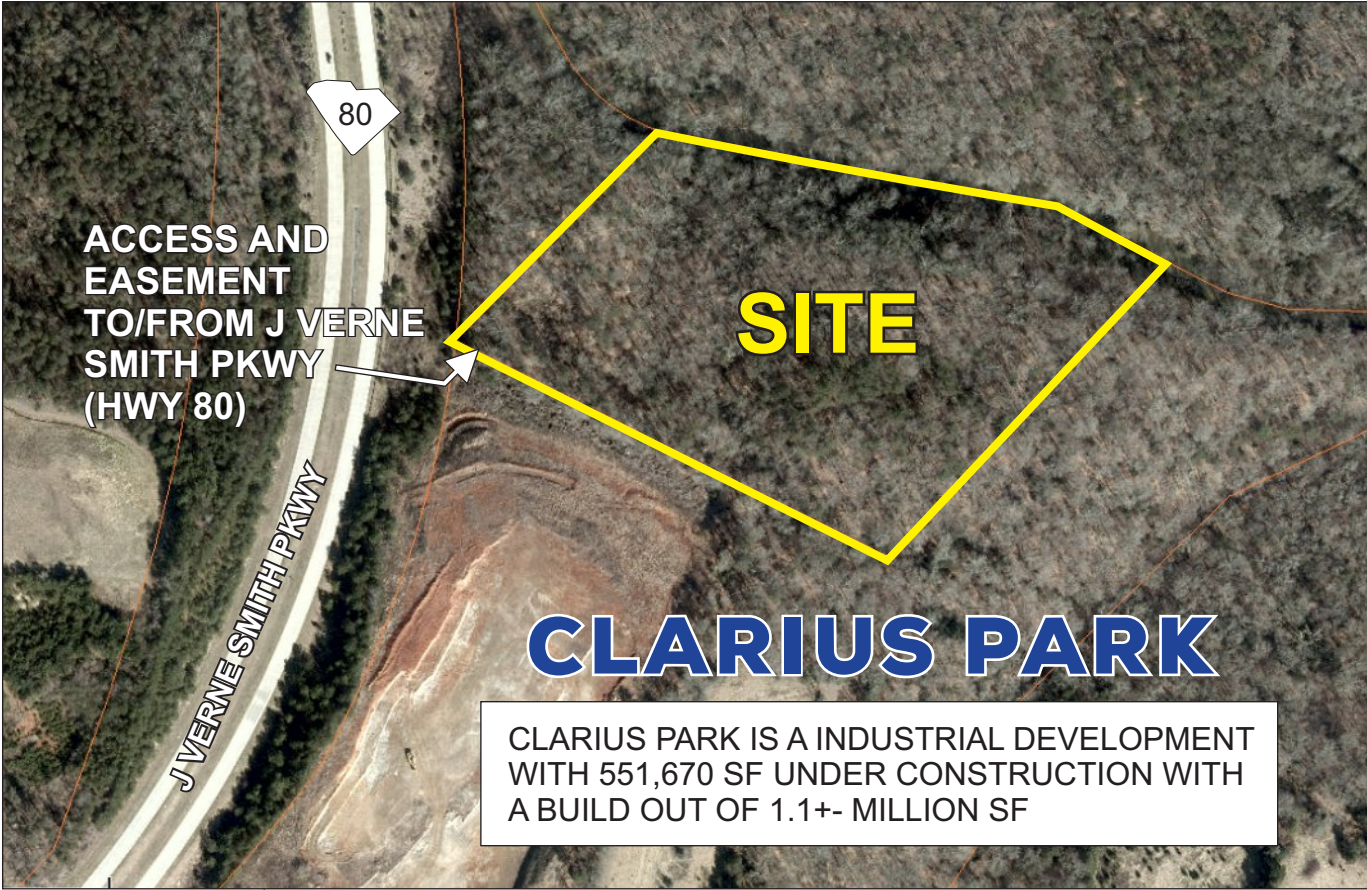 80
ACCESS AND
EASEMENT
TO/FROM J VERNE
SMITH PKWY
(HWY 80)
SITE
J VERNE SMITH PKWY
CLARIUS PARK
CLARIUS PARK IS A INDUSTRIAL DEVELOPMENT
WITH 551,670 SF UNDER CONSTRUCTION WITH
A BUILD OUT OF 1.1+- MILLION SF